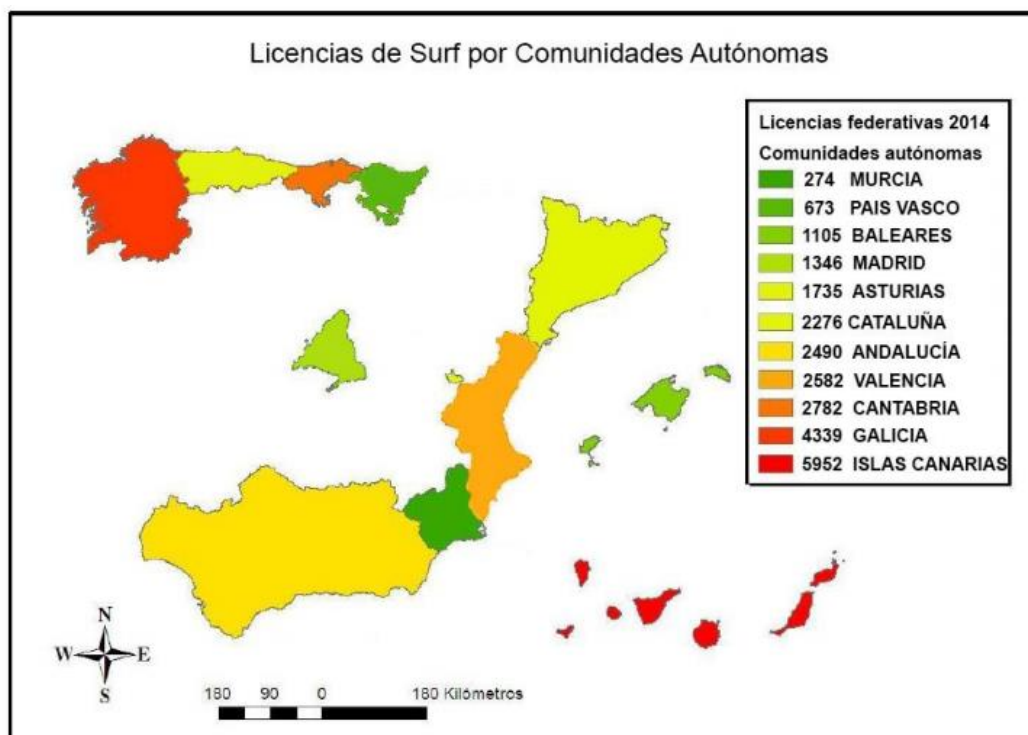 Licencias de Surf por Comunidades Autónomas
Licencias federativas 2014
Comunidades autónomas
274 MURCIA
673 PAIS VASCO
1105 BALEARES
1346 MADRID
1735 ASTURIAS
2276 CATALUÑA
2490 ANDALUCÍA
2582 VALENCIA
2782 CANTABRIA
4339 GALICIA
5952 ISLAS CANARIAS
N
W E
S
180 90 0 180 Kilómetros